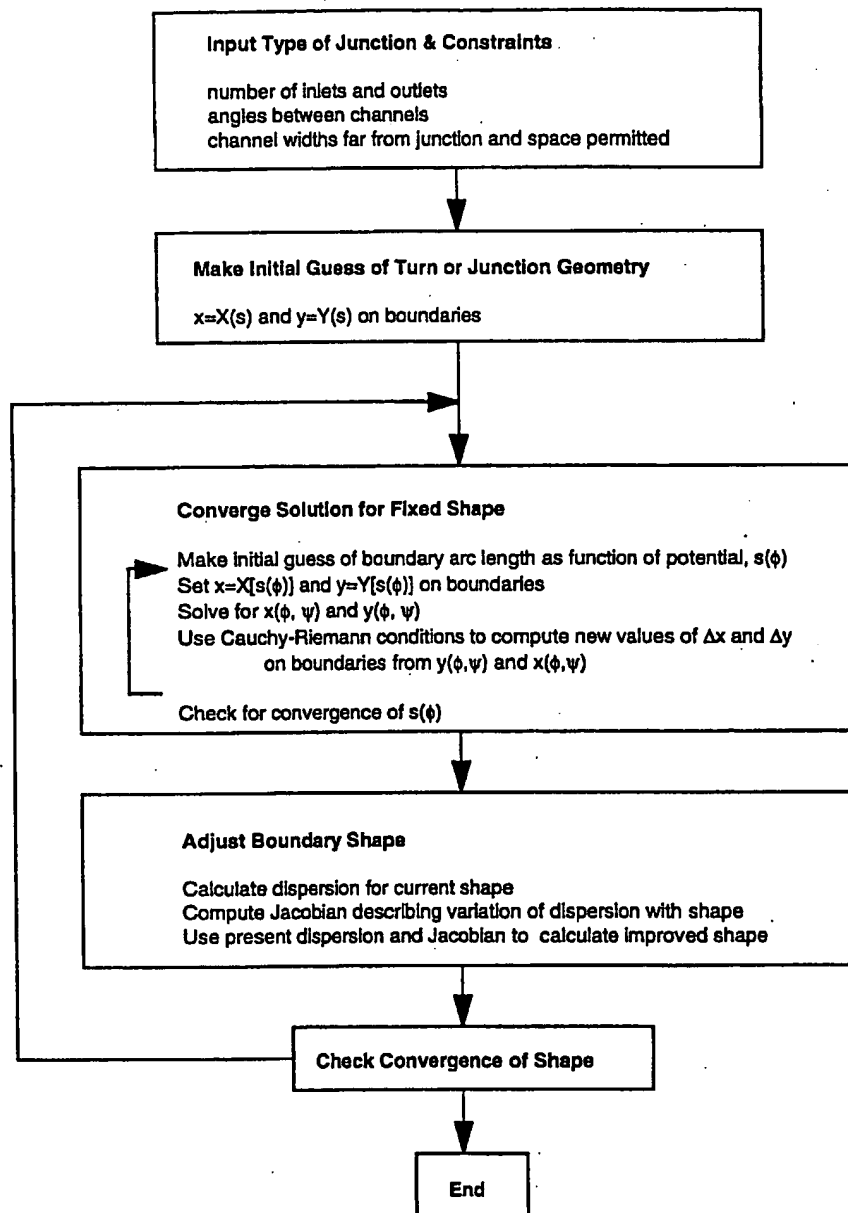 Input Type of Junction & Constraints
number of inlets and outlets
angles between channels
channel widths far from junction and space permitted
Make Initial Guess of Turn or Junction Geometry
x=X(s) and y=Y(s) on boundaries
Converge Solution for Fixed Shape
Make initial guess of boundary arc length as function of potential, s(ϕ)
Set x=X[s(ϕ)] and y=Y[s(ϕ)] on boundaries
Solve for x(ϕ, ψ) and y(ϕ, ψ)
Use Cauchy-Riemann conditions to compute new values of Δx and Δy
on boundaries from y(ϕ,ψ) and x(ϕ,ψ)
Check for convergence of s(ϕ)
Adjust Boundary Shape
Calculate dispersion for current shape
Compute Jacobian describing variation of dispersion with shape
Use present dispersion and Jacobian to calculate improved shape
Check Convergence of Shape
End